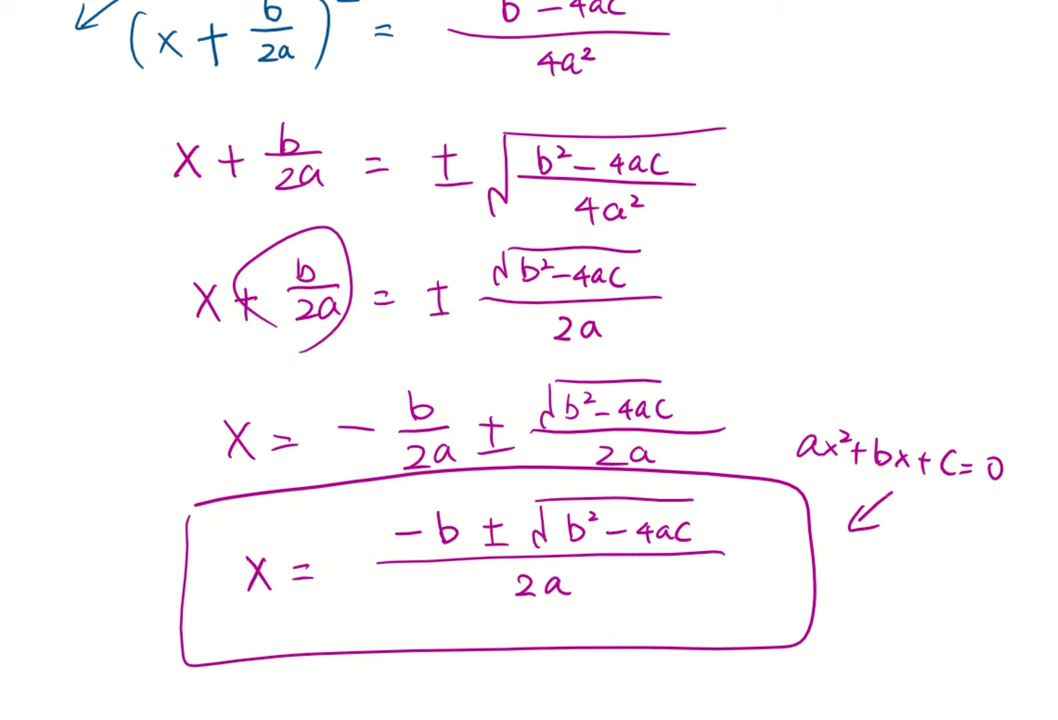 (x + b/2a)² = (b² - 4ac)/4a²
x + b/2a = ± √((b² - 4ac)/4a²)
x + b/2a = ± √(b² - 4ac)/2a
x = - b/2a ± √(b² - 4ac)/2a
ax² + bx + c = 0
x = (-b ± √(b² - 4ac))/2a